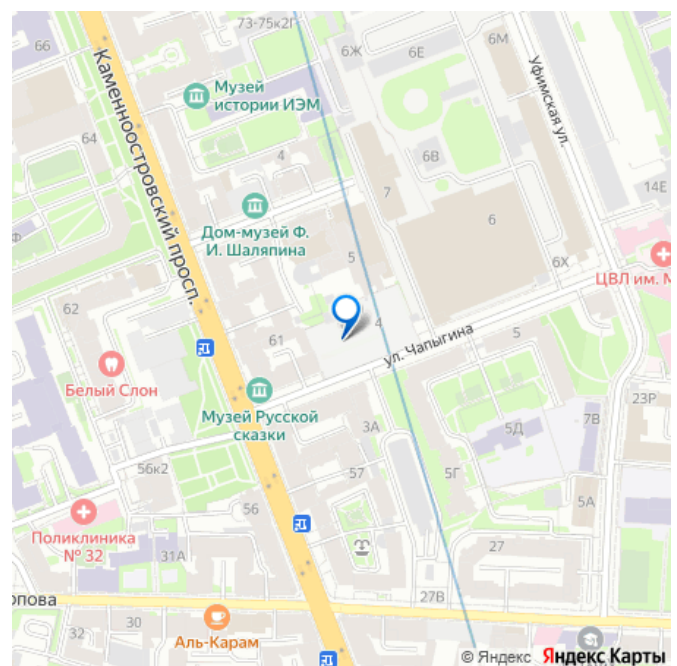 73-75к2Г
66
6Ж
6Е
6М
Каменноостровский просп.
Музей
истории ИЭМ
Уфимская ул.
64
4
6В
7
14Е
Дом-музей Ф.
И. Шаляпина
6
5
6Х
ЦВЛ им. М
62
4
61
ул. Чапыгина
5
Белый Слон
Музей Русской
сказки
23Р
3А
7В
5Д
56к2
57
5Г
5А
56
Поликлиника
№ 32
31А
27
опова
27В
32
30
Аль-Карам
© Яндекс Яндекс Карты